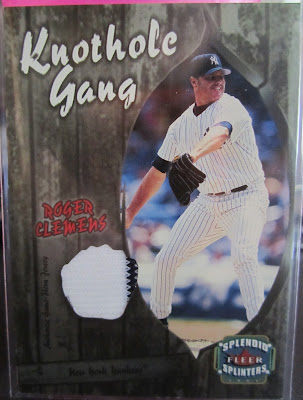 Knothole
Gang
ROGER
CLEMENS
New York Yankees
"SPLENDID"
FLEER
SPLINTERS